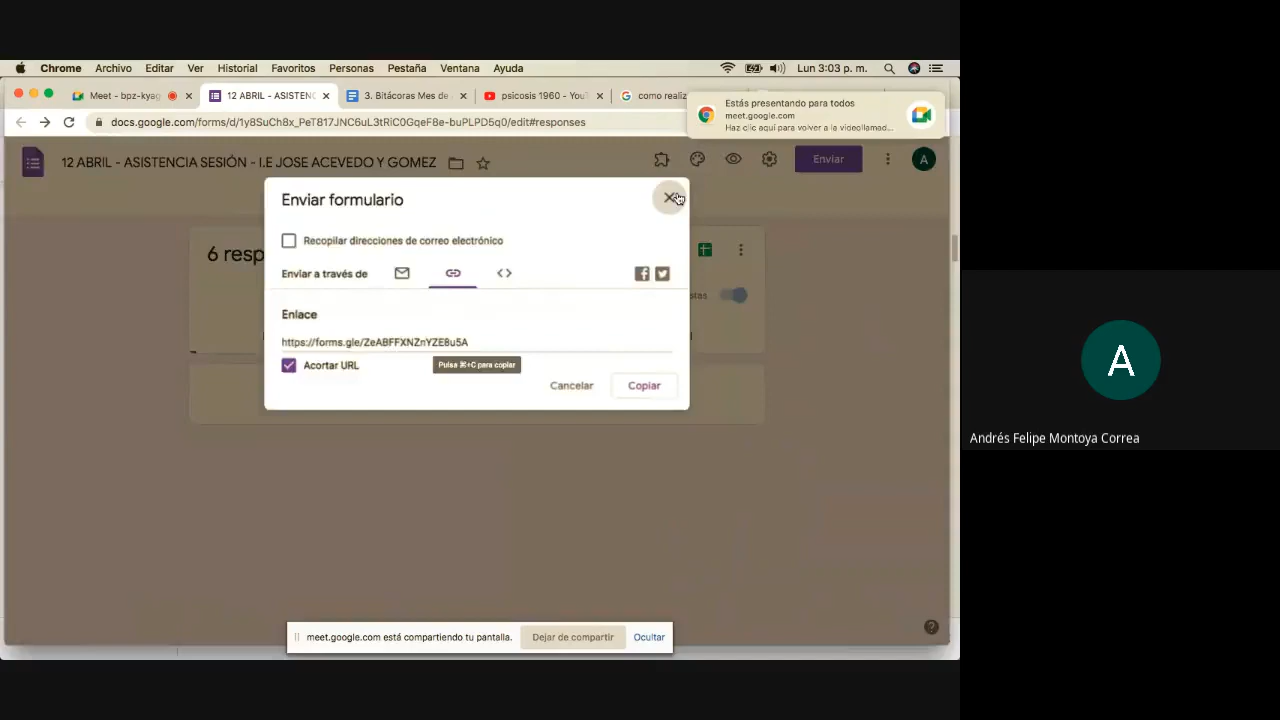 Chrome Archivo Editar Ver Historial Favoritos Personas Pestaña Ventana Ayuda Lun 3:03 p. m.
Meet - bpz-kyag
12 ABRIL - ASISTENC
3. Bitácoras Mes de
psicosis 1960 - You
como realiz
docs.google.com/forms/d/1y8SuCh8x_PeT817JNC6uL3tRiC0GqeF8e-buPLPD5q0/edit#responses
Estás presentando para todos
meet.google.com
Haz clic aquí para volver a la videollamad...
12 ABRIL - ASISTENCIA SESIÓN - I.E JOSE ACEVEDO Y GOMEZ
Enviar
A
6 resp
stas
Enviar formulario
Recopilar direcciones de correo electrónico
Enviar a través de
Enlace
https://forms.gle/ZeABFFXNZnYZE8u5A
Acortar URL
Pulsa ⌘+C para copiar
Cancelar
Copiar
meet.google.com está compartiendo tu pantalla.
Dejar de compartir
Ocultar
A
Andrés Felipe Montoya Correa